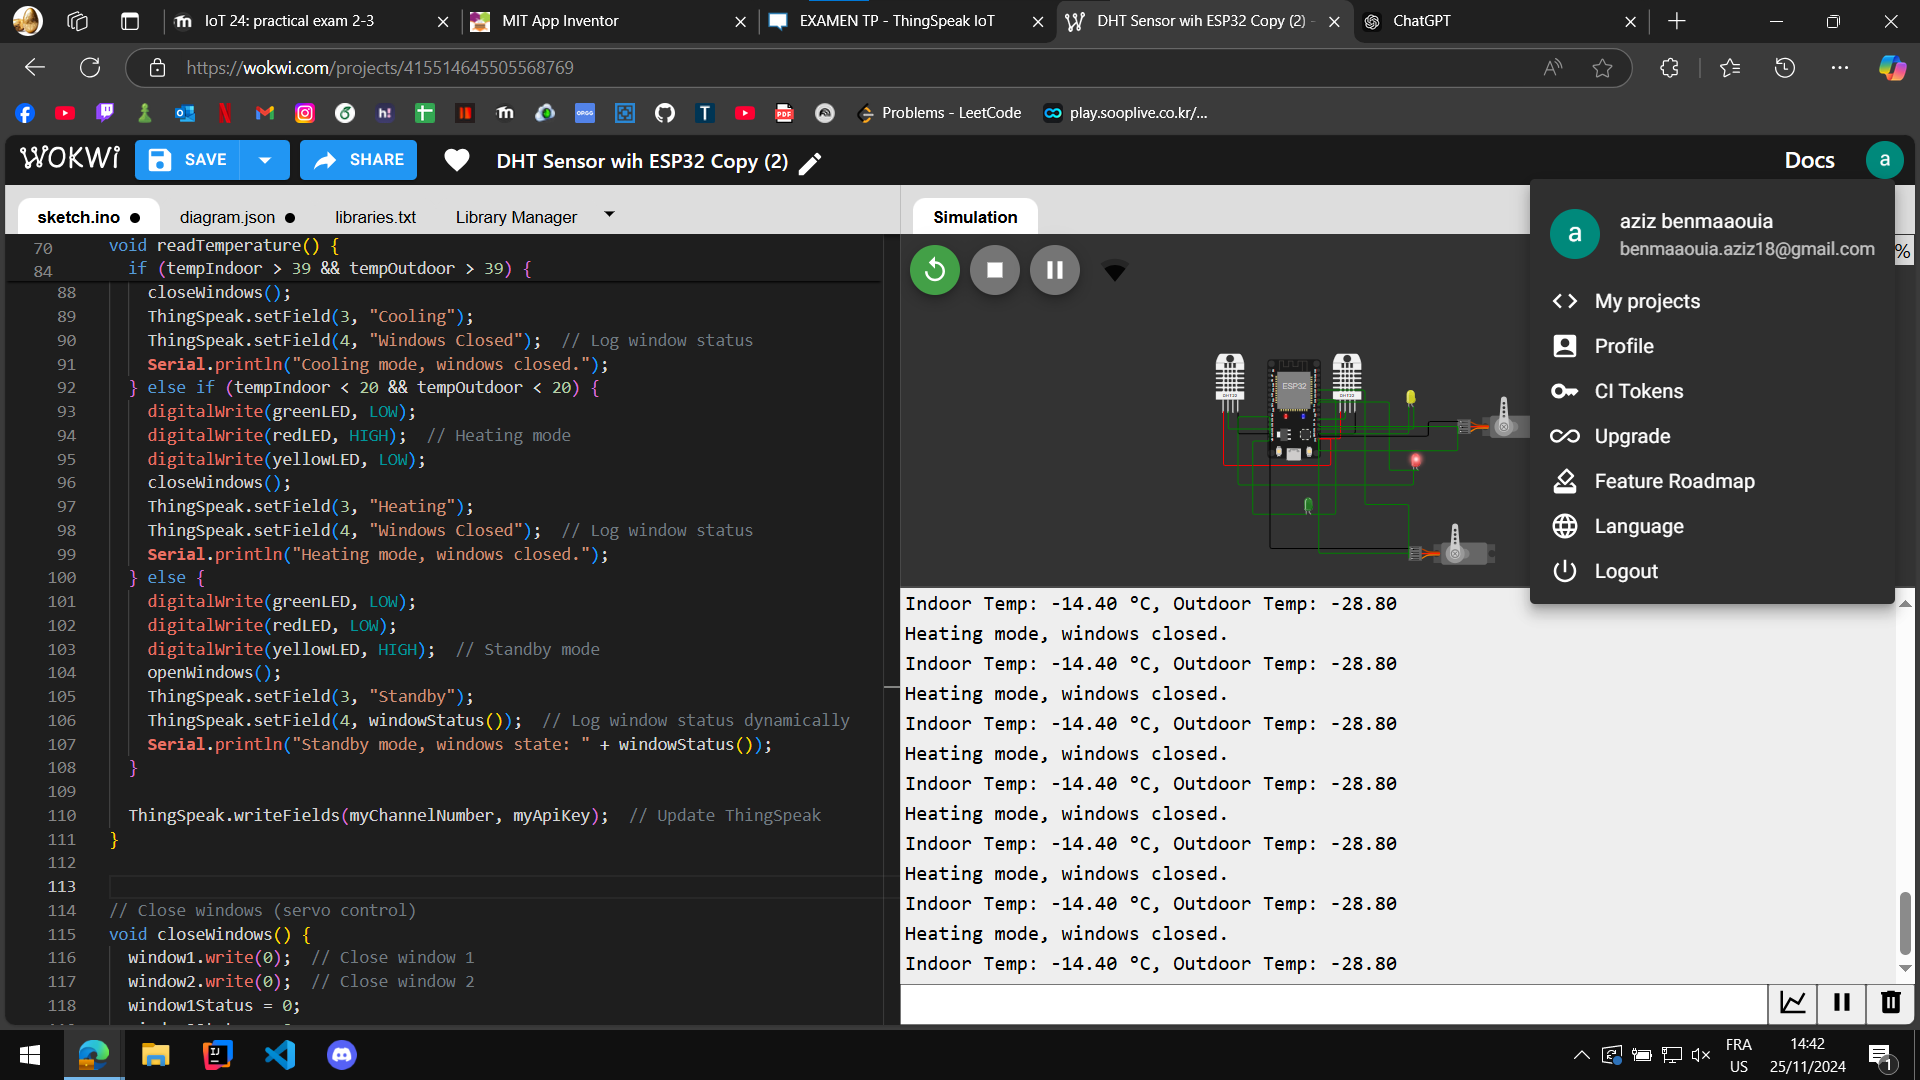 IoT 24: practical exam 2-3
MIT App Inventor
EXAMEN TP - ThingSpeak IoT
DHT Sensor wih ESP32 Copy (2) -
ChatGPT
https://wokwi.com/projects/415514645505568769
Problems - LeetCode
play.sooplive.co.kr/...
WOKWI
SAVE
SHARE
DHT Sensor wih ESP32 Copy (2)
Docs
a
sketch.ino ●
diagram.json ●
libraries.txt
Library Manager
Simulation
70 void readTemperature() {
84 if (tempIndoor > 39 && tempOutdoor > 39) {
88 closeWindows();
89 ThingSpeak.setField(3, "Cooling");
90 ThingSpeak.setField(4, "Windows Closed"); // Log window status
91 Serial.println("Cooling mode, windows closed.");
92 } else if (tempIndoor < 20 && tempOutdoor < 20) {
93 digitalWrite(greenLED, LOW);
94 digitalWrite(redLED, HIGH); // Heating mode
95 digitalWrite(yellowLED, LOW);
96 closeWindows();
97 ThingSpeak.setField(3, "Heating");
98 ThingSpeak.setField(4, "Windows Closed"); // Log window status
99 Serial.println("Heating mode, windows closed.");
100 } else {
101 digitalWrite(greenLED, LOW);
102 digitalWrite(redLED, LOW);
103 digitalWrite(yellowLED, HIGH); // Standby mode
104 openWindows();
105 ThingSpeak.setField(3, "Standby");
106 ThingSpeak.setField(4, windowStatus()); // Log window status dynamically
107 Serial.println("Standby mode, windows state: " + windowStatus());
108 }
109
110 ThingSpeak.writeFields(myChannelNumber, myApiKey); // Update ThingSpeak
111 }
112
113
114 // Close windows (servo control)
115 void closeWindows() {
116 window1.write(0); // Close window 1
117 window2.write(0); // Close window 2
118 window1Status = 0;
%
ESP32
DHT22
DHT22
a
aziz benmaaouia
benmaaouia.aziz18@gmail.com
My projects
Profile
CI Tokens
Upgrade
Feature Roadmap
Language
Logout
Indoor Temp: -14.40 °C, Outdoor Temp: -28.80
Heating mode, windows closed.
Indoor Temp: -14.40 °C, Outdoor Temp: -28.80
Heating mode, windows closed.
Indoor Temp: -14.40 °C, Outdoor Temp: -28.80
Heating mode, windows closed.
Indoor Temp: -14.40 °C, Outdoor Temp: -28.80
Heating mode, windows closed.
Indoor Temp: -14.40 °C, Outdoor Temp: -28.80
Heating mode, windows closed.
Indoor Temp: -14.40 °C, Outdoor Temp: -28.80
Heating mode, windows closed.
Indoor Temp: -14.40 °C, Outdoor Temp: -28.80
FRA
US
14:42
25/11/2024
1